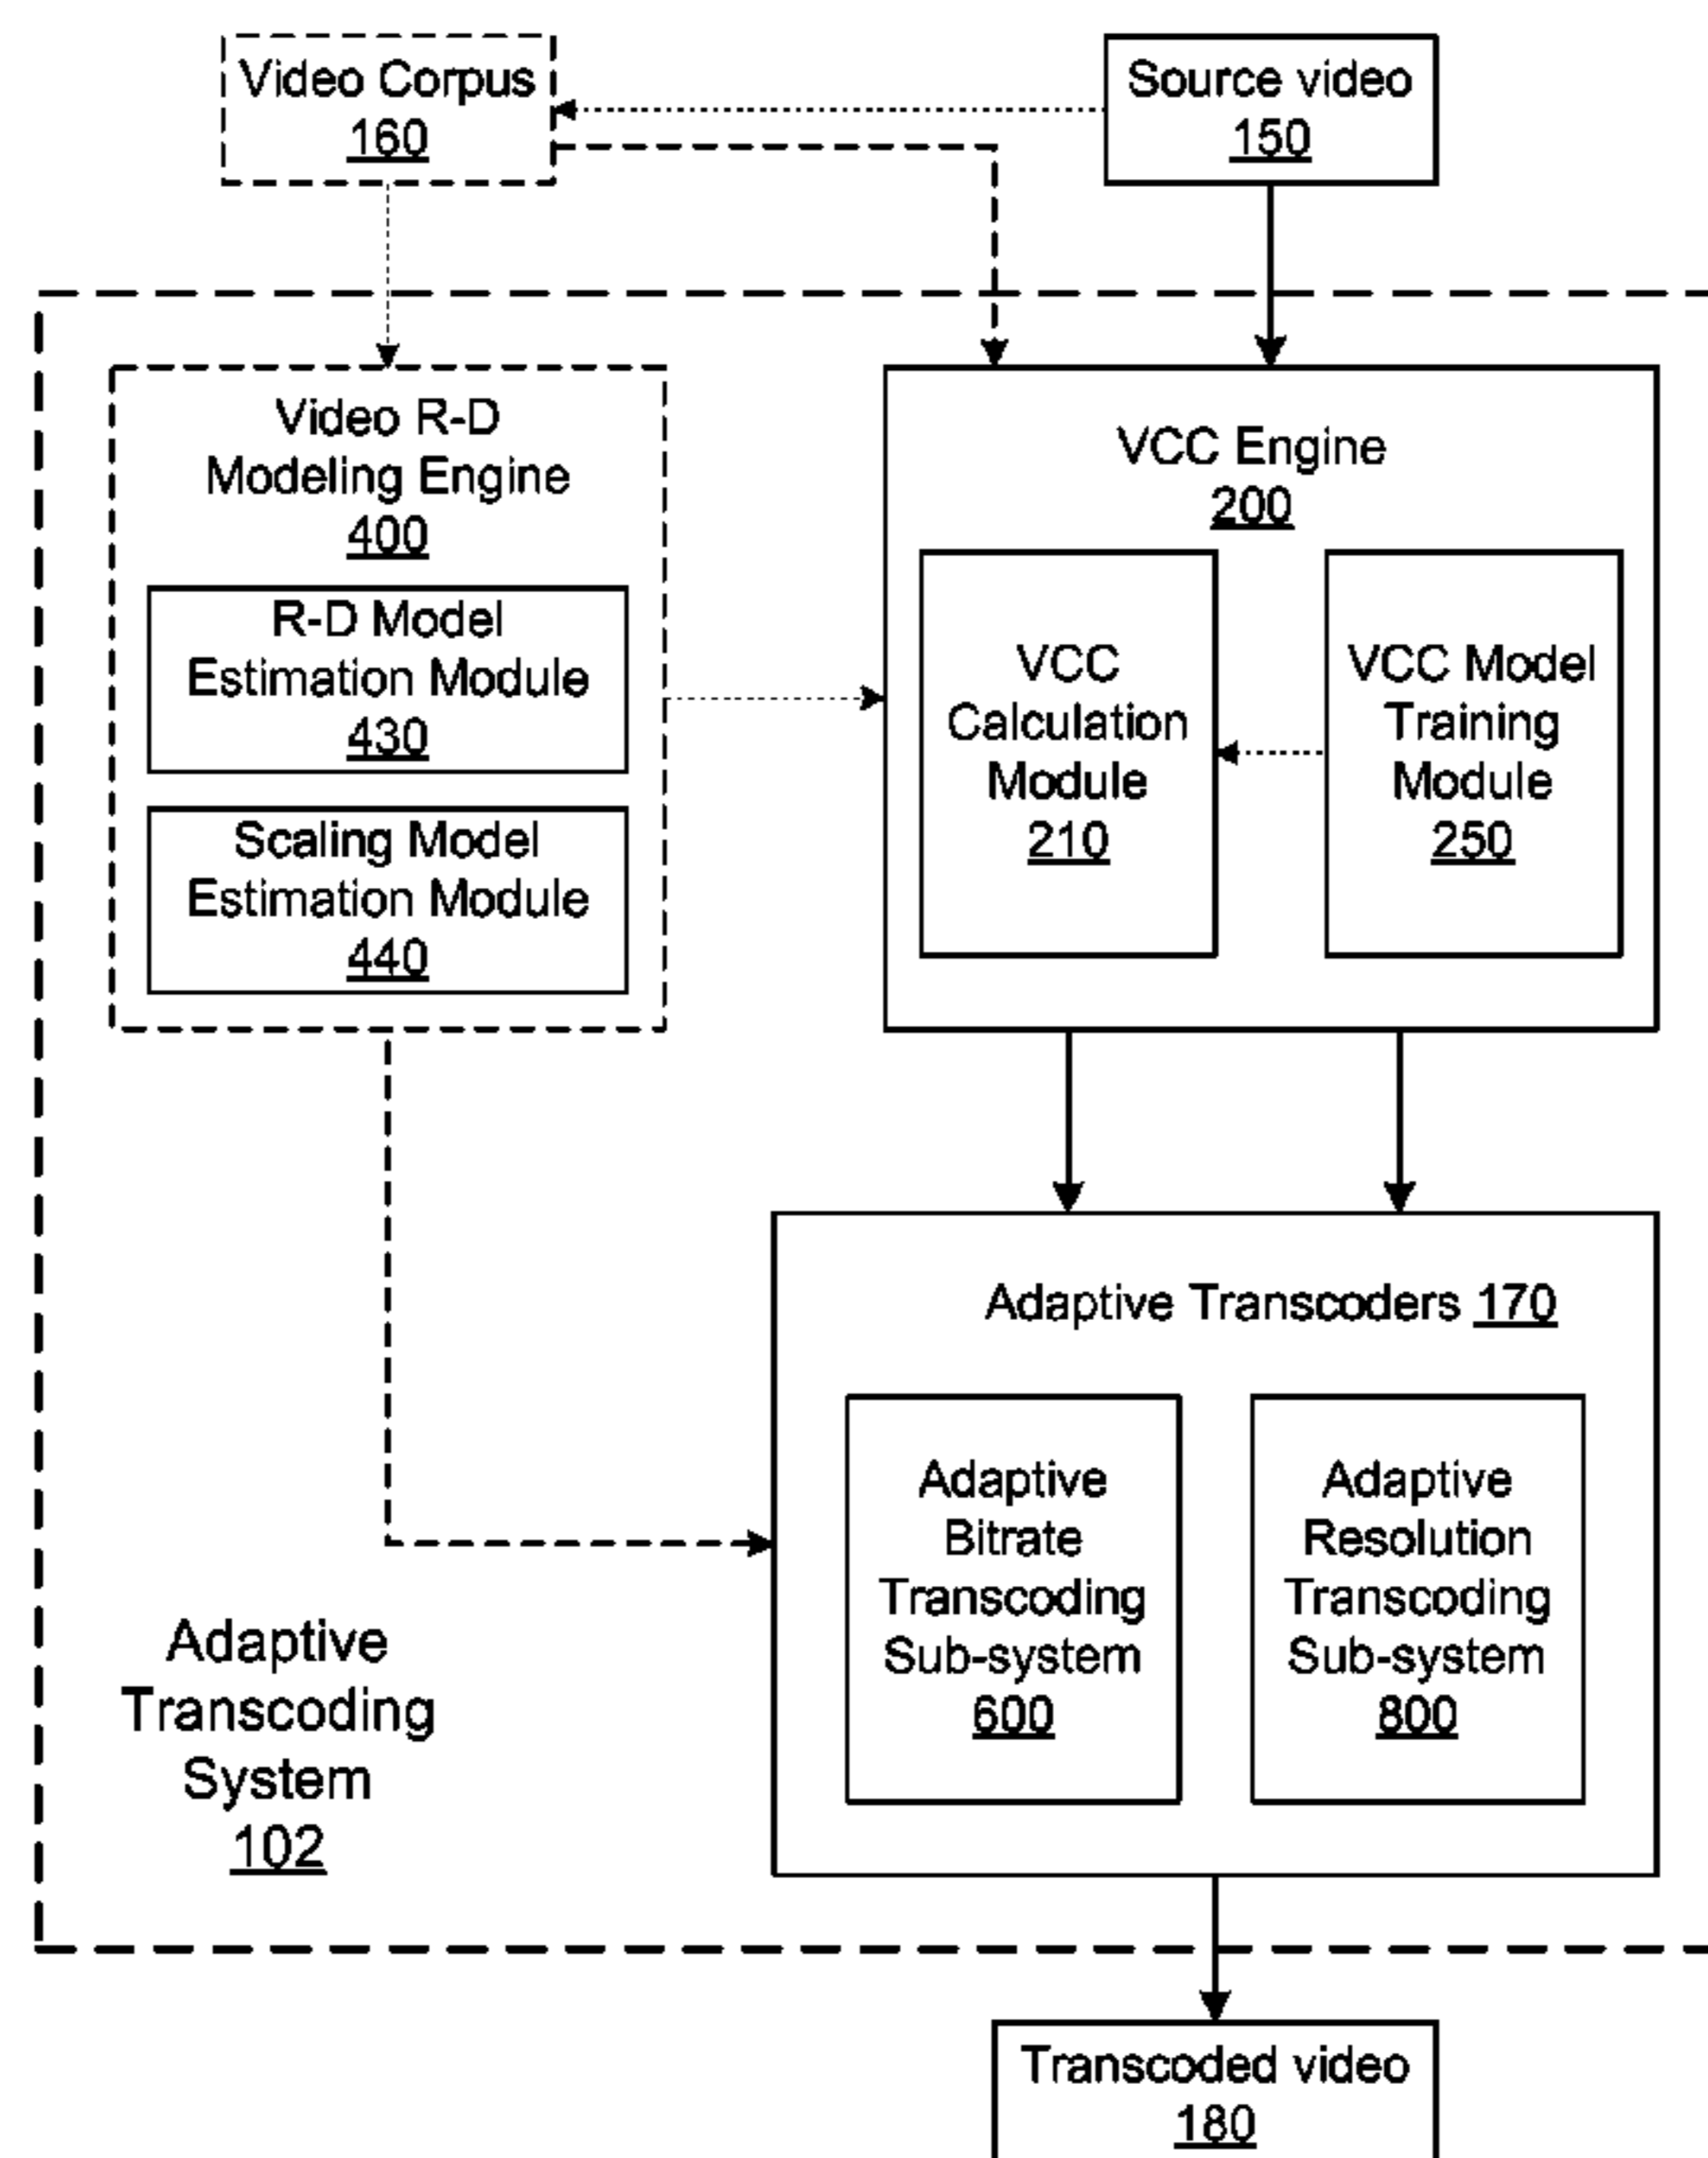 Video Corpus
160
Source video
150
Video R-D
Modeling Engine
400
R-D Model
Estimation Module
430
Scaling Model
Estimation Module
440
VCC Engine
200
VCC
Calculation
Module
210
VCC Model
Training
Module
250
Adaptive Transcoders 170
Adaptive
Bitrate
Transcoding
Sub-system
600
Adaptive
Resolution
Transcoding
Sub-system
800
Adaptive
Transcoding
System
102
Transcoded video
180